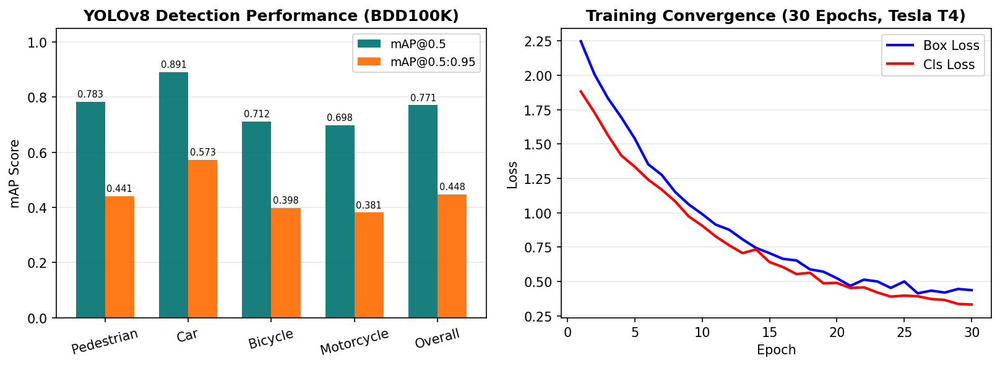 YOLOv8 Detection Performance (BDD100K)
mAP@0.5
mAP@0.5:0.95
mAP Score
1.0
0.8
0.6
0.4
0.2
0.0
0.783
0.441
0.891
0.573
0.712
0.398
0.698
0.381
0.771
0.448
Pedestrian
Car
Bicycle
Motorcycle
Overall
Training Convergence (30 Epochs, Tesla T4)
Box Loss
Cls Loss
Loss
2.25
2.00
1.75
1.50
1.25
1.00
0.75
0.50
0.25
0
5
10
15
20
25
30
Epoch